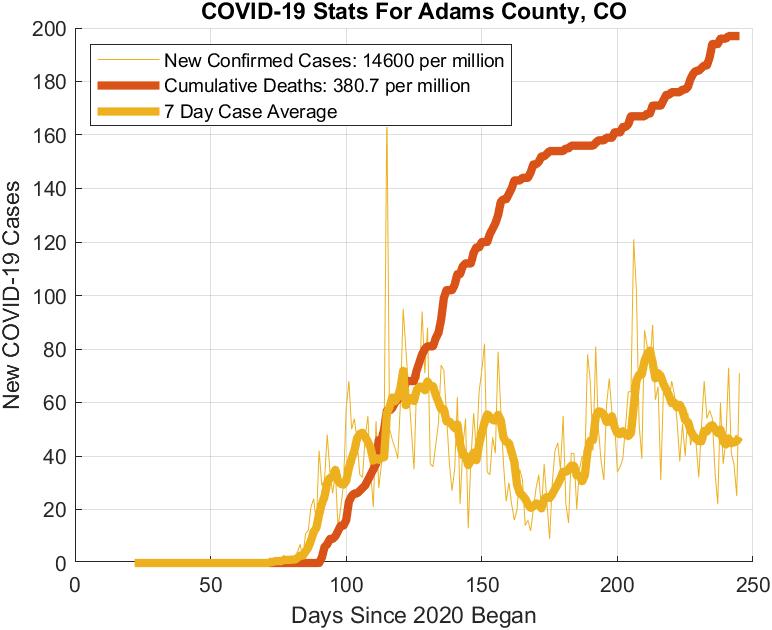 COVID-19 Stats For Adams County, CO
New Confirmed Cases: 14600 per million
Cumulative Deaths: 380.7 per million
7 Day Case Average
New COVID-19 Cases
200
180
160
140
120
100
80
60
40
20
0
0 50 100 150 200 250
Days Since 2020 Began